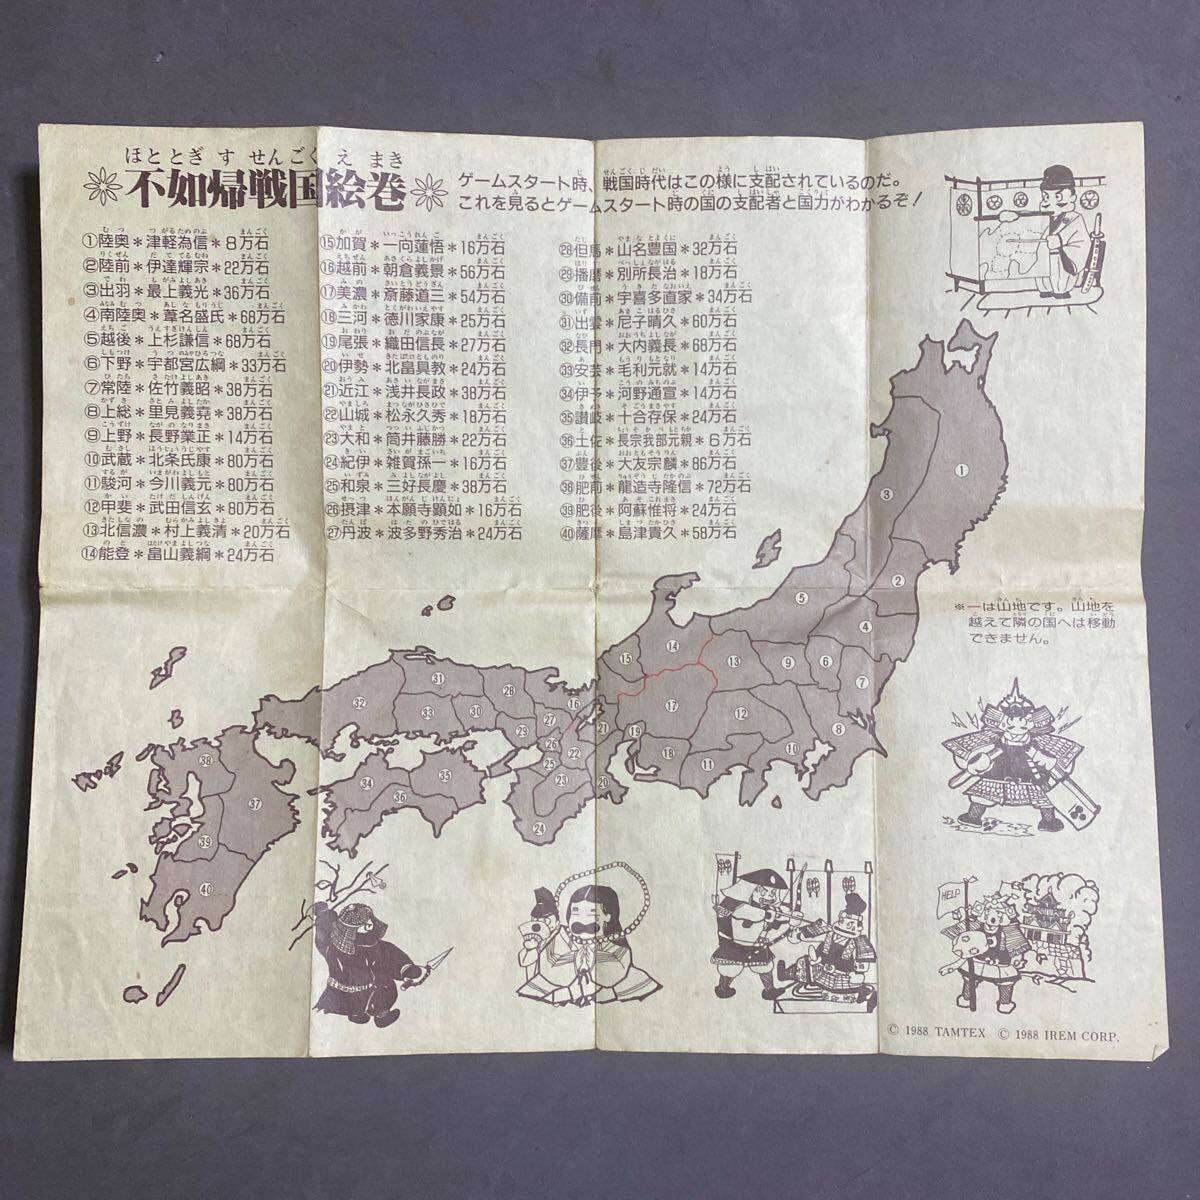 ほととぎすせんごくえまき
不如帰戦国絵巻
ゲームスタート時、戦国時代はこの様に支配されているのだ。
これを見るとゲームスタート時の国の支配者と国力がわかるぞ!
①陸奥*津軽為信*8万石
②陸前*伊達輝宗*22万石
③出羽*最上義光*36万石
④南陸奥*葦名盛氏*68万石
⑤越後*上杉謙信*68万石
⑥下野*宇都宮広綱*33万石
⑦常陸*佐竹義昭*38万石
⑧上総*里見義堯*38万石
⑨上野*長野業正*14万石
⑩武蔵*北条氏康*80万石
⑪駿河*今川義元*80万石
⑫甲斐*武田信玄*80万石
⑬北信濃*村上義清*20万石
⑭能登*畠山義綱*24万石
⑮加賀*一向蓮悟*16万石
⑯越前*朝倉義景*56万石
⑰美濃*斎藤道三*54万石
⑱三河*徳川家康*25万石
⑲尾張*織田信長*27万石
⑳伊勢*北畠具教*24万石
㉑近江*浅井長政*38万石
㉒山城*松永久秀*18万石
㉓大和*筒井藤勝*22万石
㉔紀伊*雑賀孫一*16万石
㉕和泉*三好長慶*38万石
㉖摂津*本願寺顕如*16万石
㉗丹波*波多野秀治*24万石
㉘但馬*山名豊国*32万石
㉙播磨*別所長治*18万石
㉚備前*宇喜多直家*34万石
㉛出雲*尼子晴久*60万石
㉜長門*大内義長*68万石
㉝安芸*毛利元就*14万石
㉞伊予*河野通宣*14万石
㉟讃岐*十合存保*24万石
㊱土佐*長宗我部元親*6万石
㊲豊後*大友宗麟*86万石
㊳肥前*龍造寺隆信*72万石
㊴肥後*阿蘇惟将*24万石
㊵薩摩*島津貴久*58万石
※ーは山地です。山地を
越えて隣の国へは移動
できません。
HELP
© 1988 TAMTEX © 1988 IREM CORP.